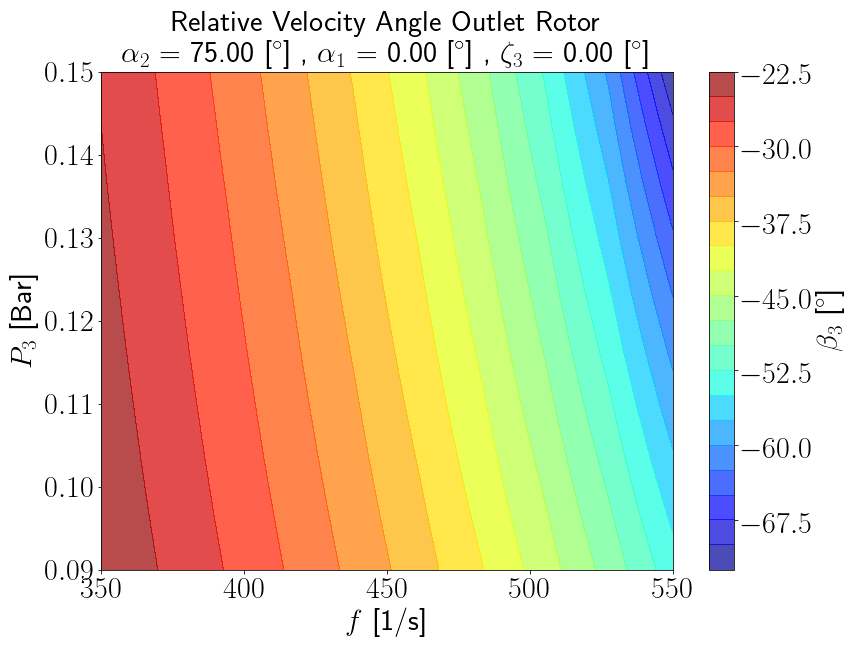 Relative Velocity Angle Outlet Rotor
α₂ = 75.00 [°] , α₁ = 0.00 [°] , ζ₃ = 0.00 [°]
0.15
0.14
0.13
0.12
0.11
0.10
0.09
P₃ [Bar]
350 400 450 500 550
f [1/s]
−22.5
−30.0
−37.5
−45.0
−52.5
−60.0
−67.5
β₃ [°]